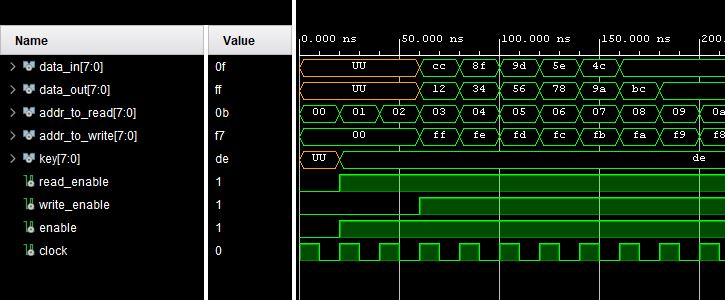 0.000 ns 50.000 ns 100.000 ns 150.000 ns 200.
Name Value
data_in[7:0] 0f UU cc 8f 9d 5e 4c
data_out[7:0] ff UU 12 34 56 78 9a bc
addr_to_read[7:0] 0b 00 01 02 03 04 05 06 07 08 09 0a
addr_to_write[7:0] f7 00 ff fe fd fc fb fa f9 f8
key[7:0] de UU de
read_enable 1
write_enable 1
enable 1
clock 0